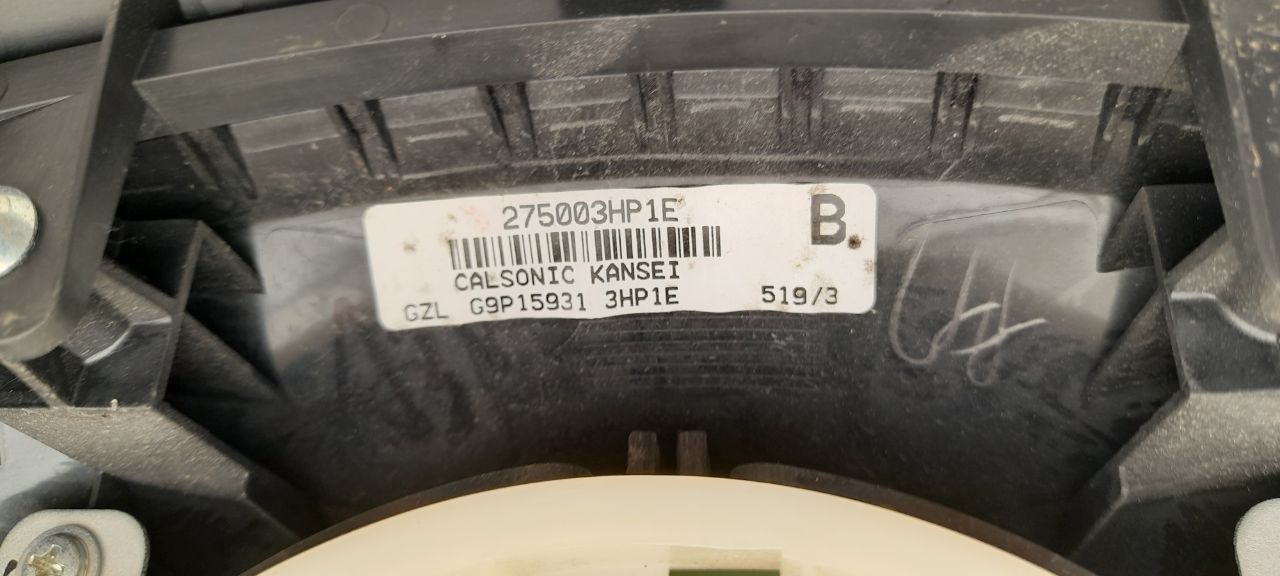 275003HP1E B
CALSONIC KANSEI
GZL G9P15931 3HP1E 519/3